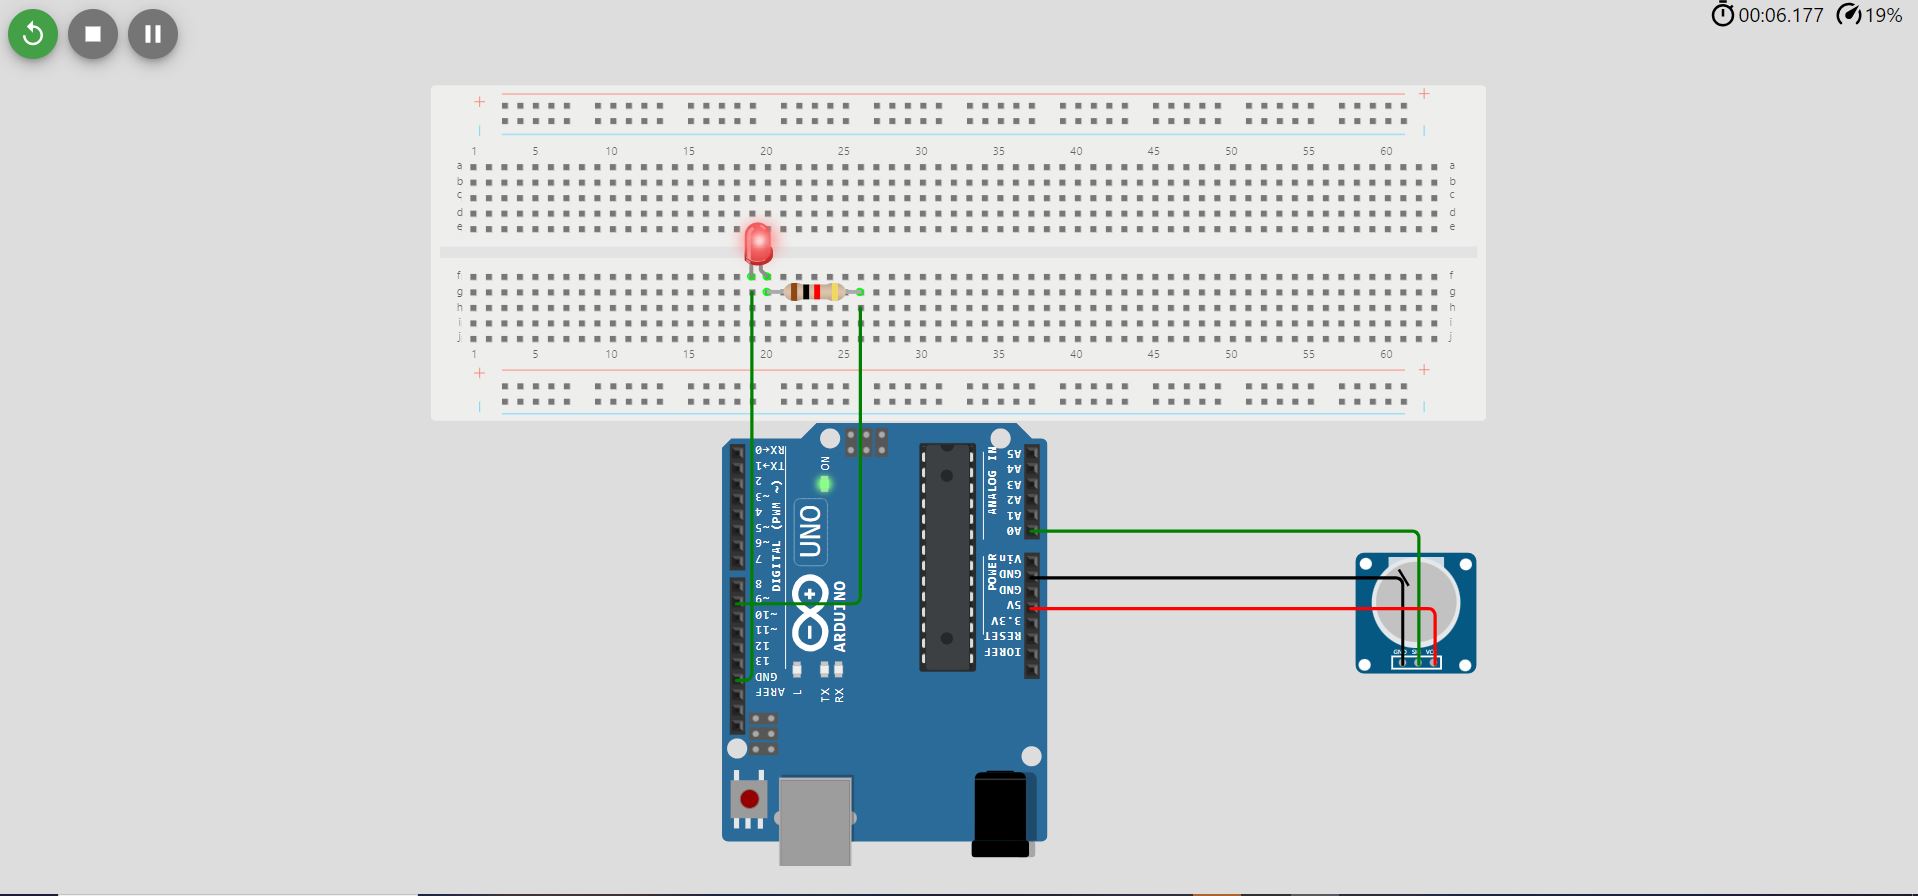 00:06.177 19%
+ +
1 5 10 15 20 25 30 35 40 45 50 55 60
a a
b b
c c
d d
e e
f f
g g
h h
i i
j j
1 5 10 15 20 25 30 35 40 45 50 55 60
+ +
RX←0
TX→1
2
~3
4
~5
~6
7
8
~9
~10
~11
12
13
GND
AREF
DIGITAL (PWM ~)
ON
UNO
ARDUINO
L
TX
RX
ANALOG IN
A5
A4
A3
A2
A1
A0
POWER
Vin
GND
GND
5V
3.3V
RESET
IOREF
GND